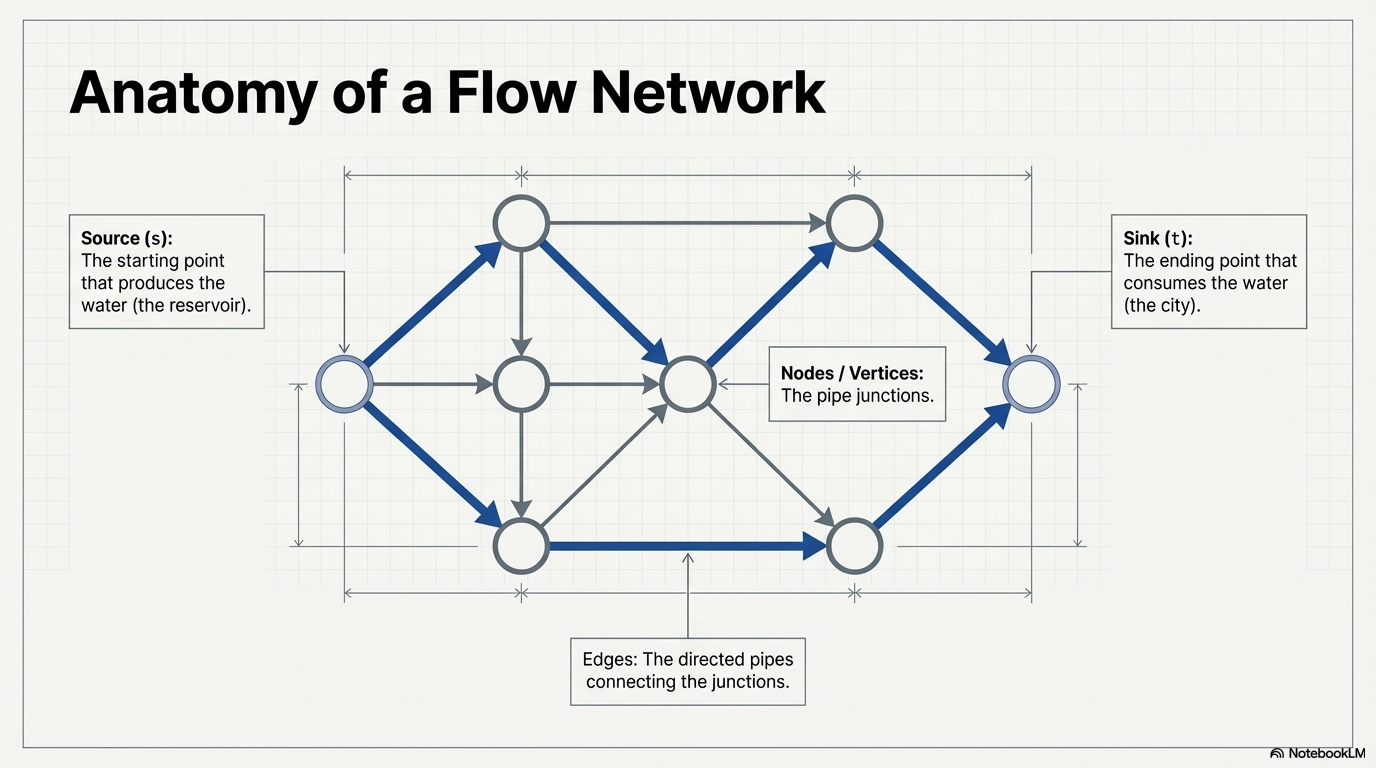 Anatomy of a Flow Network
Source (s):
The starting point
that produces the
water (the reservoir).
Sink (t):
The ending point that
consumes the water
(the city).
Nodes / Vertices:
The pipe junctions.
Edges: The directed pipes
connecting the junctions.
NotebookLM